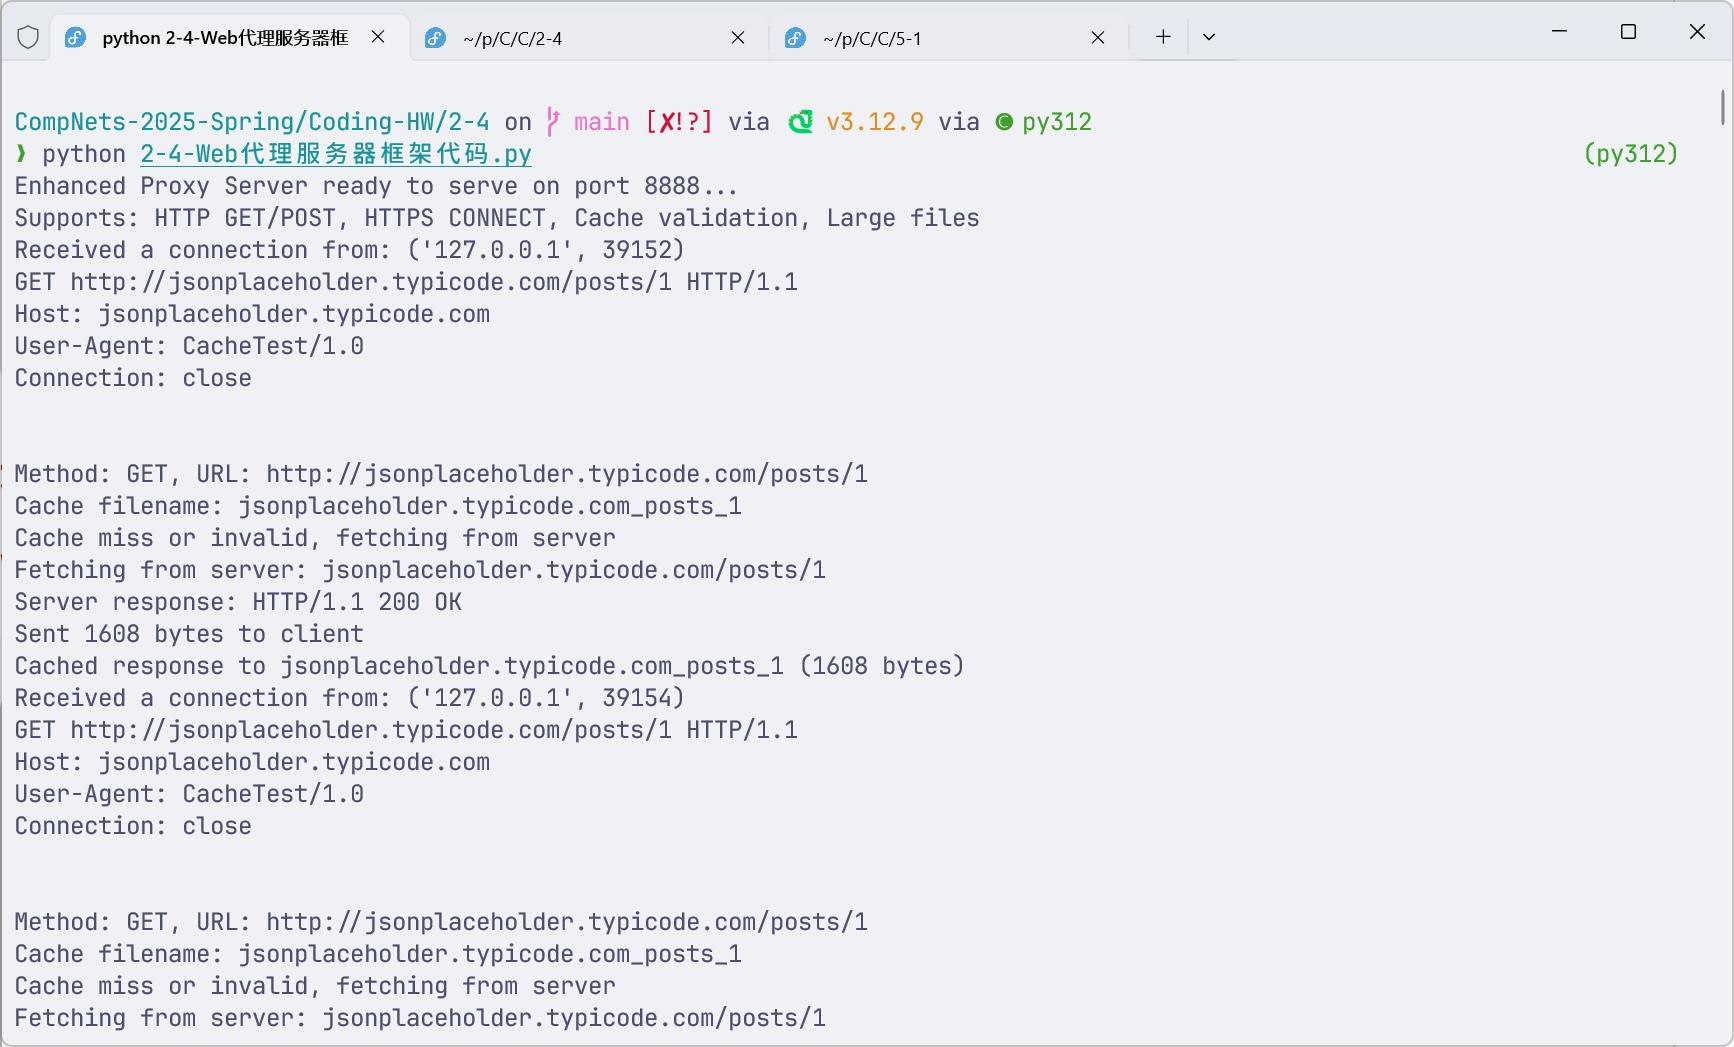 python 2-4-Web代理服务器框
~/p/C/C/2-4
~/p/C/C/5-1
CompNets-2025-Spring/Coding-HW/2-4 on main [✘!?] via v3.12.9 via py312
❱ python 2-4-Web代理服务器框架代码.py (py312)
Enhanced Proxy Server ready to serve on port 8888...
Supports: HTTP GET/POST, HTTPS CONNECT, Cache validation, Large files
Received a connection from: ('127.0.0.1', 39152)
GET http://jsonplaceholder.typicode.com/posts/1 HTTP/1.1
Host: jsonplaceholder.typicode.com
User-Agent: CacheTest/1.0
Connection: close
Method: GET, URL: http://jsonplaceholder.typicode.com/posts/1
Cache filename: jsonplaceholder.typicode.com_posts_1
Cache miss or invalid, fetching from server
Fetching from server: jsonplaceholder.typicode.com/posts/1
Server response: HTTP/1.1 200 OK
Sent 1608 bytes to client
Cached response to jsonplaceholder.typicode.com_posts_1 (1608 bytes)
Received a connection from: ('127.0.0.1', 39154)
GET http://jsonplaceholder.typicode.com/posts/1 HTTP/1.1
Host: jsonplaceholder.typicode.com
User-Agent: CacheTest/1.0
Connection: close
Method: GET, URL: http://jsonplaceholder.typicode.com/posts/1
Cache filename: jsonplaceholder.typicode.com_posts_1
Cache miss or invalid, fetching from server
Fetching from server: jsonplaceholder.typicode.com/posts/1